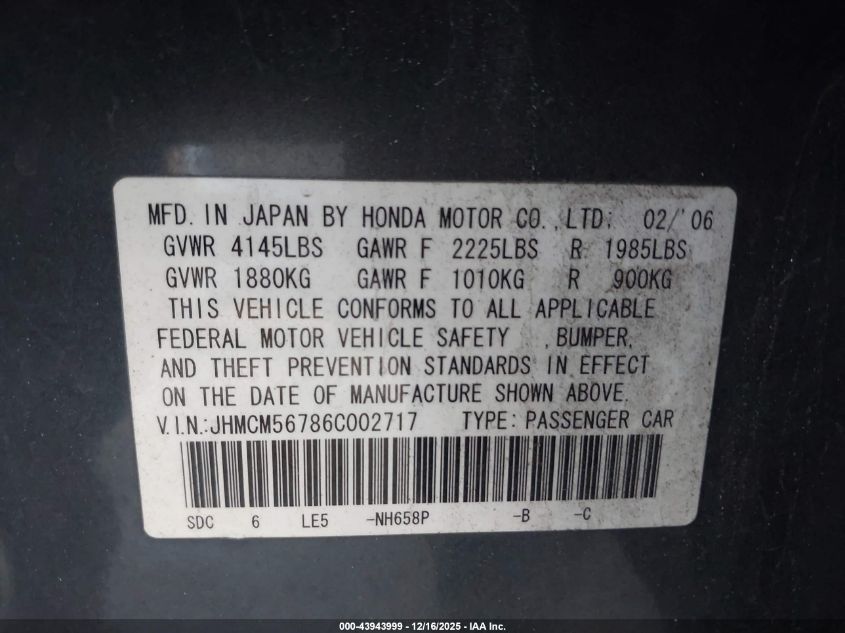 MFD. IN JAPAN BY HONDA MOTOR CO., LTD. 02/'06
GVWR 4145LBS GAWR F 2225LBS R 1985LBS
GVWR 1880KG GAWR F 1010KG R 900KG
THIS VEHICLE CONFORMS TO ALL APPLICABLE
FEDERAL MOTOR VEHICLE SAFETY , BUMPER,
AND THEFT PREVENTION STANDARDS IN EFFECT
ON THE DATE OF MANUFACTURE SHOWN ABOVE.
V.I.N.:JHMCM56786C002717 TYPE: PASSENGER CAR
SDC 6 LE5 -NH658P -B -C
000-43943999 - 12/16/2025 - IAA Inc.